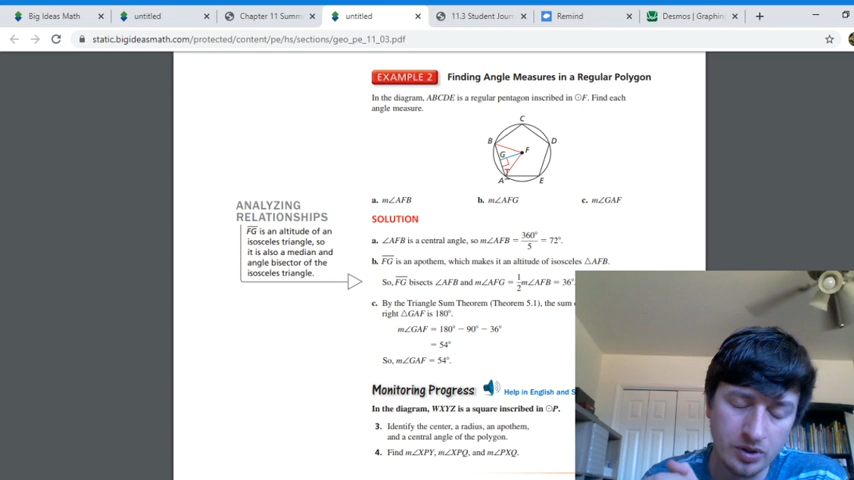 Big Ideas Math
untitled
Chapter 11 Summ
untitled
11.3 Student Jour
Remind
Desmos | Graphing
static.bigideasmath.com/protected/content/pe/hs/sections/geo_pe_11_03.pdf
EXAMPLE 2 Finding Angle Measures in a Regular Polygon
In the diagram, ABCDE is a regular pentagon inscribed in ⊙F. Find each
angle measure.
C
B
D
G
F
A
E
a. m∠AFB b. m∠AFG c. m∠GAF
ANALYZING
RELATIONSHIPS
FG is an altitude of an
isosceles triangle, so
it is also a median and
angle bisector of the
isosceles triangle.
SOLUTION
a. ∠AFB is a central angle, so m∠AFB = 360°/5 = 72°.
b. FG is an apothem, which makes it an altitude of isosceles △AFB.
So, FG bisects ∠AFB and m∠AFG = 1/2 m∠AFB = 36°.
c. By the Triangle Sum Theorem (Theorem 5.1), the sum
right △GAF is 180°.
m∠GAF = 180° − 90° − 36°
= 54°
So, m∠GAF = 54°.
Monitoring Progress Help in English and S
In the diagram, WXYZ is a square inscribed in ⊙P.
3. Identify the center, a radius, an apothem,
and a central angle of the polygon.
4. Find m∠XPY, m∠XPQ, and m∠PXQ.